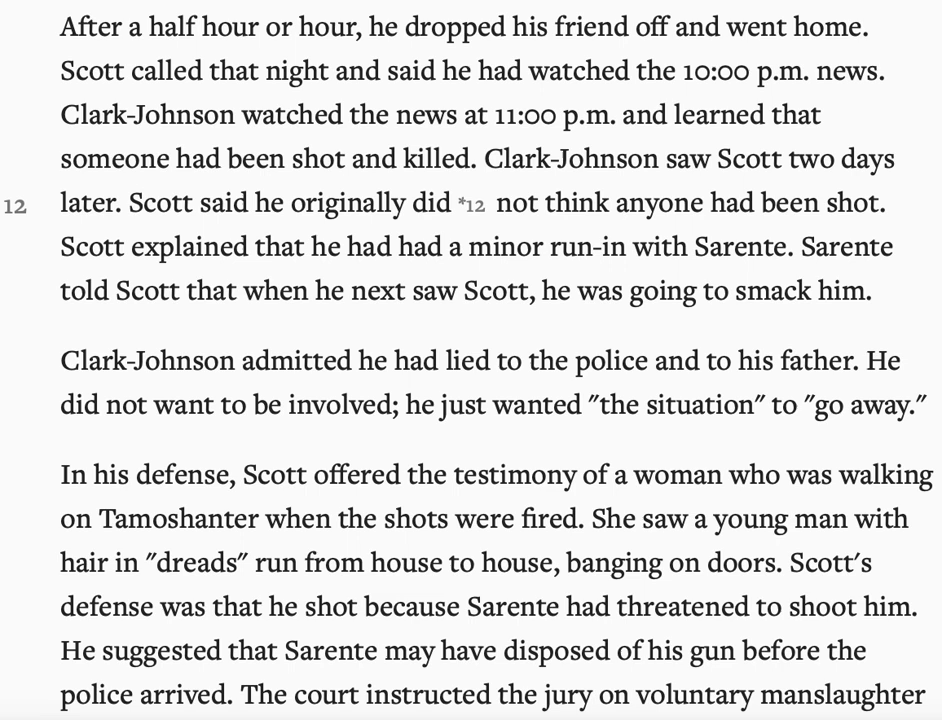 After a half hour or hour, he dropped his friend off and went home.
Scott called that night and said he had watched the 10:00 p.m. news.
Clark-Johnson watched the news at 11:00 p.m. and learned that
someone had been shot and killed. Clark-Johnson saw Scott two days
12 later. Scott said he originally did *12 not think anyone had been shot.
Scott explained that he had had a minor run-in with Sarente. Sarente
told Scott that when he next saw Scott, he was going to smack him.
Clark-Johnson admitted he had lied to the police and to his father. He
did not want to be involved; he just wanted "the situation" to "go away."
In his defense, Scott offered the testimony of a woman who was walking
on Tamoshanter when the shots were fired. She saw a young man with
hair in "dreads" run from house to house, banging on doors. Scott's
defense was that he shot because Sarente had threatened to shoot him.
He suggested that Sarente may have disposed of his gun before the
police arrived. The court instructed the jury on voluntary manslaughter